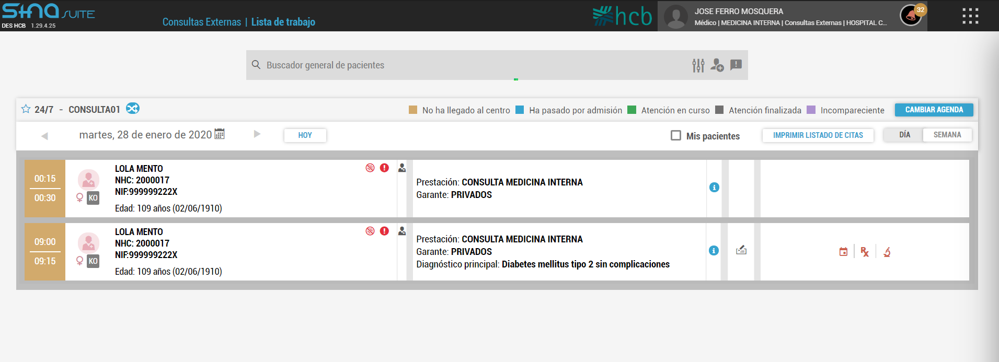 SIHNA SUITE
DES HCB 1.29.4.25
Consultas Externas | Lista de trabajo
hcb
JOSE FERRO MOSQUERA
Médico | MEDICINA INTERNA | Consultas Externas | HOSPITAL C...
32
Buscador general de pacientes
24/7 - CONSULTA01
No ha llegado al centro
Ha pasado por admisión
Atención en curso
Atención finalizada
Incompareciente
CAMBIAR AGENDA
martes, 28 de enero de 2020
HOY
Mis pacientes
IMPRIMIR LISTADO DE CITAS
DÍA
SEMANA
00:15
00:30
KO
LOLA MENTO
NHC: 2000017
NIF:999999222X
Edad: 109 años (02/06/1910)
Prestación: CONSULTA MEDICINA INTERNA
Garante: PRIVADOS
09:00
09:15
KO
LOLA MENTO
NHC: 2000017
NIF:999999222X
Edad: 109 años (02/06/1910)
Prestación: CONSULTA MEDICINA INTERNA
Garante: PRIVADOS
Diagnóstico principal: Diabetes mellitus tipo 2 sin complicaciones
Rx